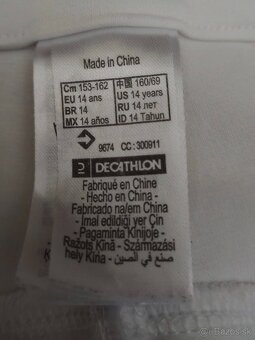 Made in China
Cm 153-162
EU 14 ans
BR 14
MX 14 años
中国 160/69
US 14 years
RU 14 лет
ID 14 Tahun
9674 CC: 300911
DECATHLON
Fabriqué en Chine
- Hecho en China -
Fabricado na/em China
- Imal edildiği yer Çin
- Pagaminta Kinijoje -
Ražots Ķīnā - Származási
hely Kína - صنع في الصين
bazos.sk